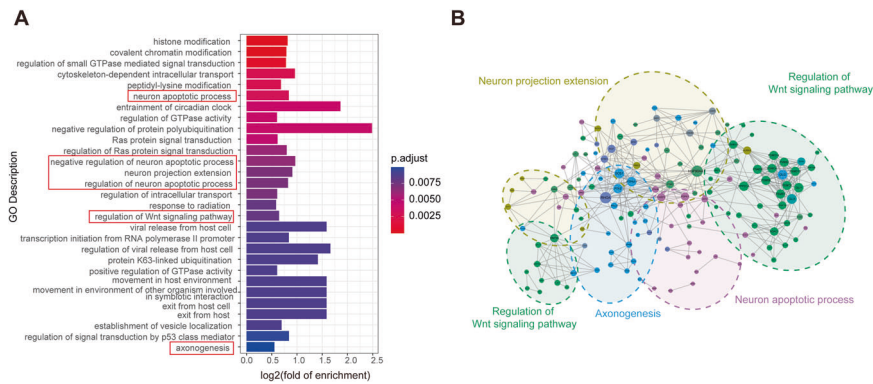 A
B
GO Description
histone modification
covalent chromatin modification
regulation of small GTPase mediated signal transduction
cytoskeleton-dependent intracellular transport
peptidyl-lysine modification
neuron apoptotic process
entrainment of circadian clock
regulation of GTPase activity
negative regulation of protein polyubiquitination
Ras protein signal transduction
regulation of Ras protein signal transduction
negative regulation of neuron apoptotic process
neuron projection extension
regulation of neuron apoptotic process
regulation of intracellular transport
response to radiation
regulation of Wnt signaling pathway
viral release from host cell
transcription initiation from RNA polymerase II promoter
regulation of viral release from host cell
protein K63-linked ubiquitination
positive regulation of GTPase activity
movement in host environment
movement in environment of other organism involved
in symbiotic interaction
exit from host cell
exit from host
establishment of vesicle localization
regulation of signal transduction by p53 class mediator
axonogenesis
0.0 0.5 1.0 1.5 2.0 2.5
log2(fold of enrichment)
p.adjust
0.0075
0.0050
0.0025
Neuron projection extension
Regulation of
Wnt signaling pathway
Regulation of
Wnt signaling pathway
Axonogenesis
Neuron apoptotic process